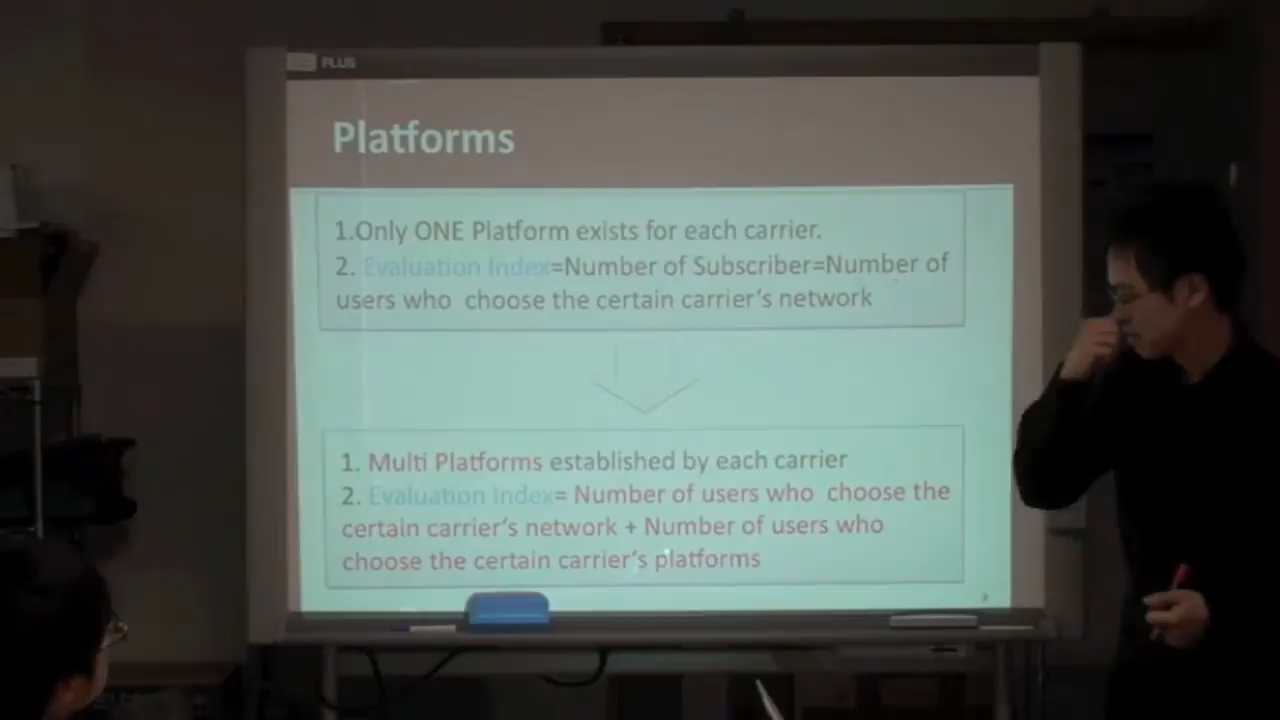 PLUS
Platforms
1.Only ONE Platform exists for each carrier.
2. Evaluation Index=Number of Subscriber=Number of
users who choose the certain carrier's network
1. Multi Platforms established by each carrier
2. Evaluation Index= Number of users who choose the
certain carrier's network + Number of users who
choose the certain carrier's platforms